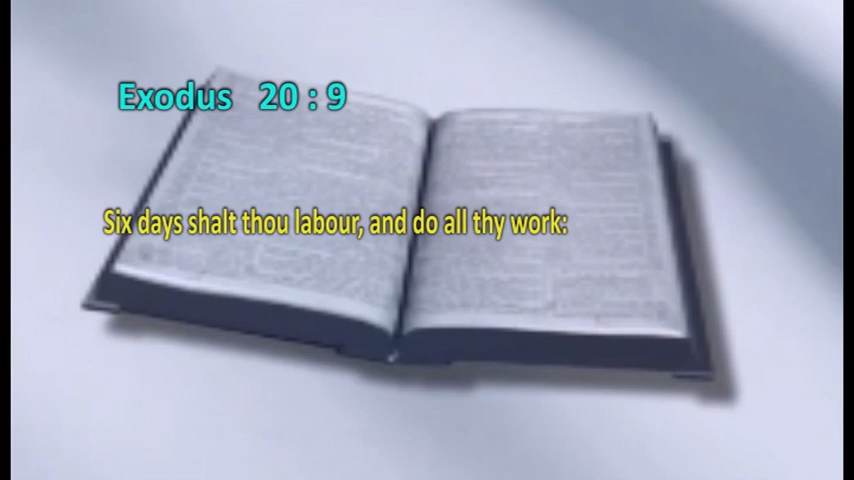 Exodus 20 : 9
Six days shalt thou labour, and do all thy work: